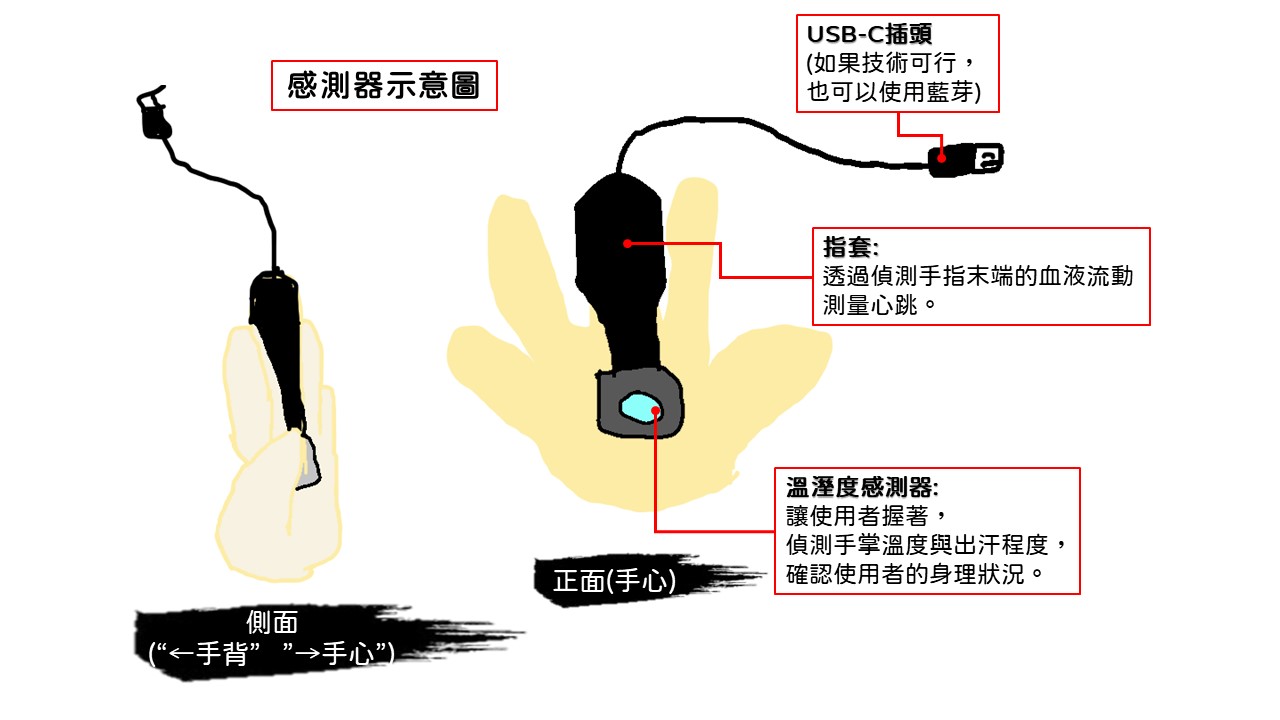 感測器示意圖
USB-C插頭
(如果技術可行，
也可以使用藍芽)
指套:
透過偵測手指末端的血液流動
測量心跳。
溫溼度感測器:
讓使用者握著，
偵測手掌溫度與出汗程度，
確認使用者的身理狀況。
正面(手心)
側面
(“←手背” ”→手心”)